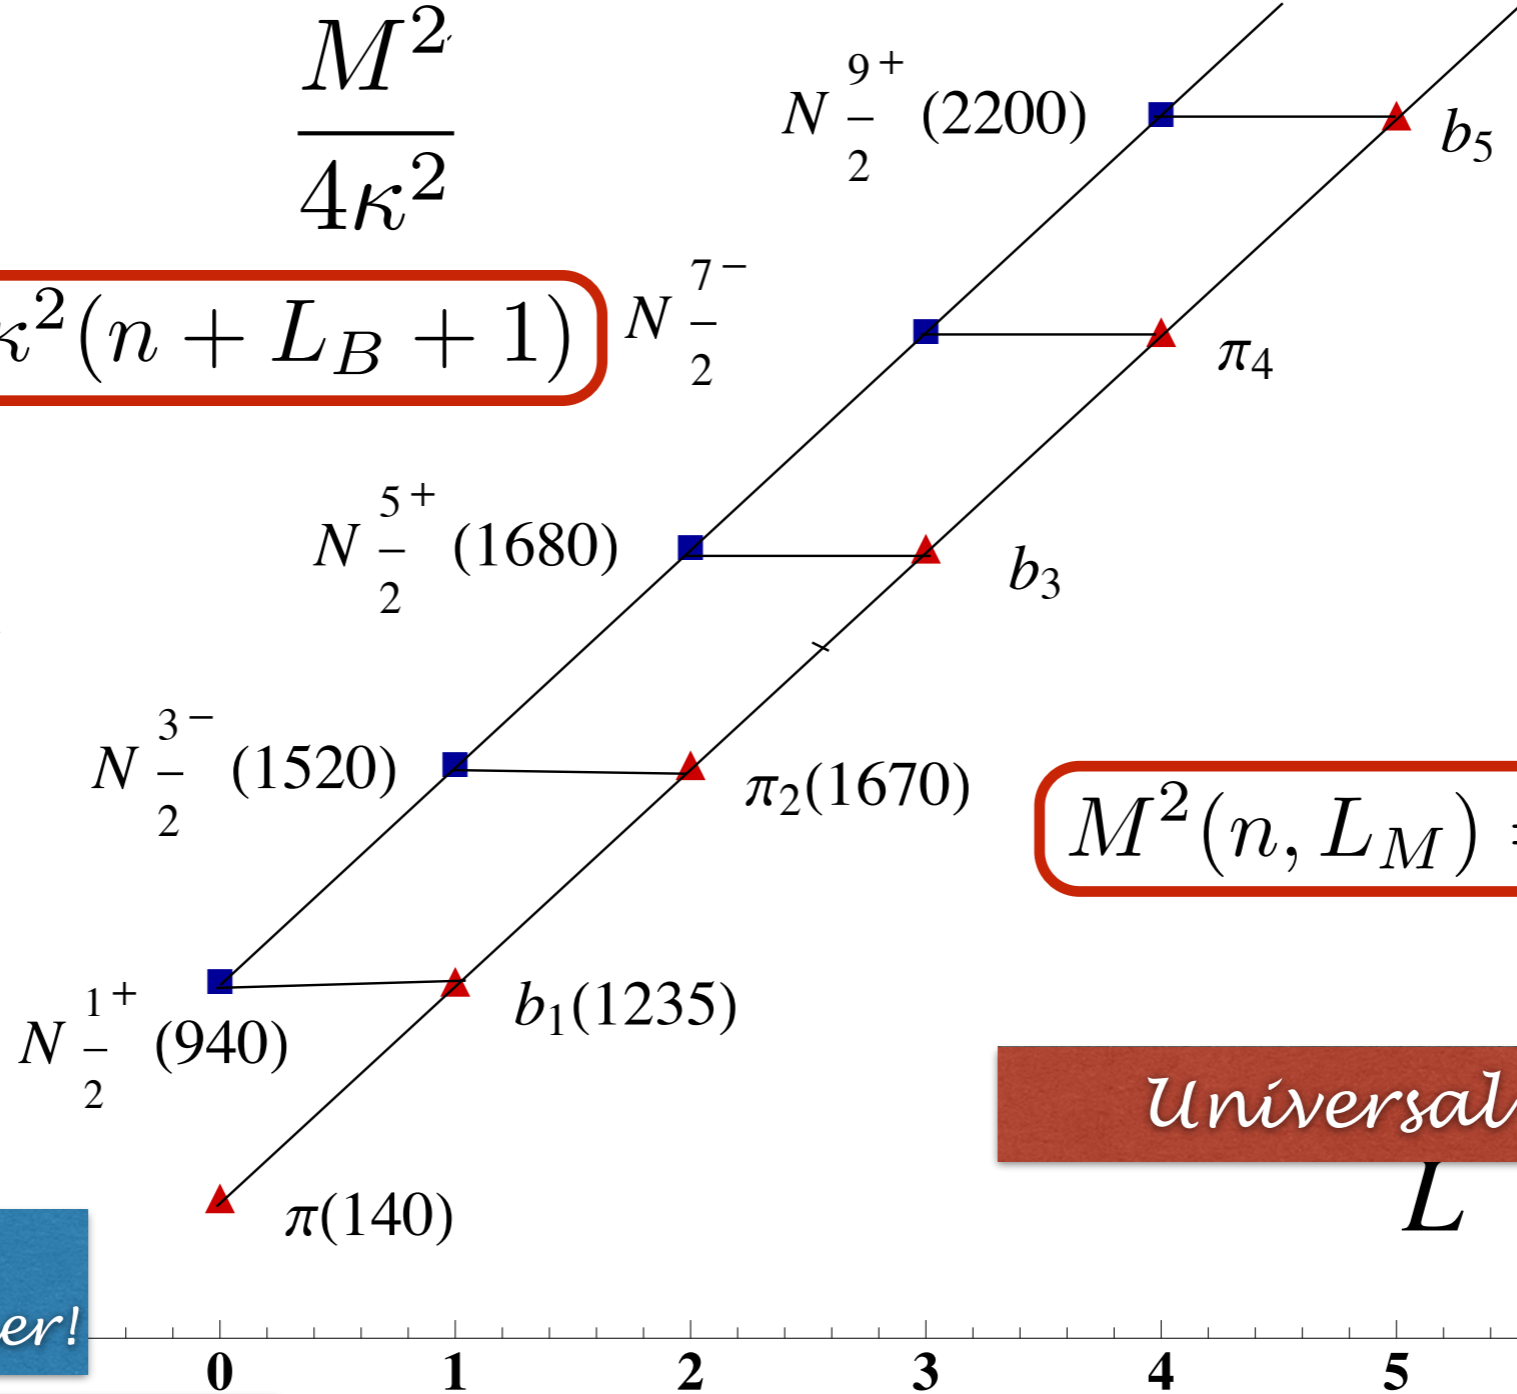 M²
4κ²
N 9/2⁺ (2200)
b₅
κ²(n + L_B + 1)
N 7/2⁻
π₄
N 5/2⁺ (1680)
b₃
N 3/2⁻ (1520)
π₂(1670)
M²(n, L_M)
N 1/2⁺ (940)
b₁(1235)
Universal
L
π(140)
er!
0 1 2 3 4 5